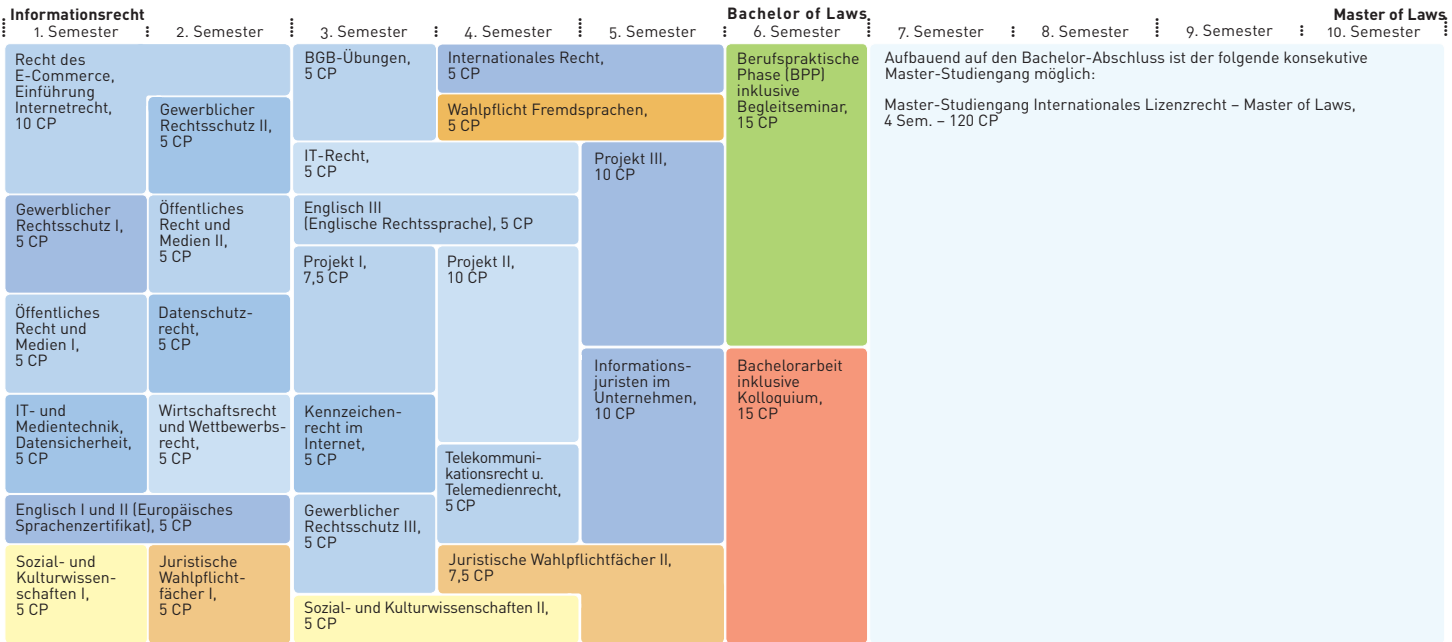 Informationsrecht
Bachelor of Laws
Master of Laws
1. Semester
2. Semester
3. Semester
4. Semester
5. Semester
6. Semester
7. Semester
8. Semester
9. Semester
10. Semester
Recht des
E-Commerce,
Einführung
Internetrecht,
10 CP
Gewerblicher
Rechtsschutz I,
5 CP
Öffentliches
Recht und
Medien I,
5 CP
IT- und
Medientechnik,
Datensicherheit,
5 CP
Englisch I und II (Europäisches
Sprachenzertifikat), 5 CP
Sozial- und
Kulturwissen-
schaften I,
5 CP
Gewerblicher
Rechtsschutz II,
5 CP
Öffentliches
Recht und
Medien II,
5 CP
Datenschutz-
recht,
5 CP
Wirtschaftsrecht
und Wettbewerbs-
recht,
5 CP
Juristische
Wahlpflicht-
fächer I,
5 CP
BGB-Übungen,
5 CP
IT-Recht,
5 CP
Englisch III
(Englische Rechtssprache), 5 CP
Projekt I,
7,5 CP
Kennzeichen-
recht im
Internet,
5 CP
Gewerblicher
Rechtsschutz III,
5 CP
Sozial- und Kulturwissenschaften II,
5 CP
Internationales Recht,
5 CP
Wahlpflicht Fremdsprachen,
5 CP
Projekt II,
10 CP
Telekommuni-
kationsrecht u.
Telemedienrecht,
5 CP
Juristische Wahlpflichtfächer II,
7,5 CP
Projekt III,
10 CP
Informations-
juristen im
Unternehmen,
10 CP
Berufspraktische
Phase (BPP)
inklusive
Begleitseminar,
15 CP
Bachelorarbeit
inklusive
Kolloquium,
15 CP
Aufbauend auf den Bachelor-Abschluss ist der folgende konsekutive
Master-Studiengang möglich:
Master-Studiengang Internationales Lizenzrecht – Master of Laws,
4 Sem. – 120 CP